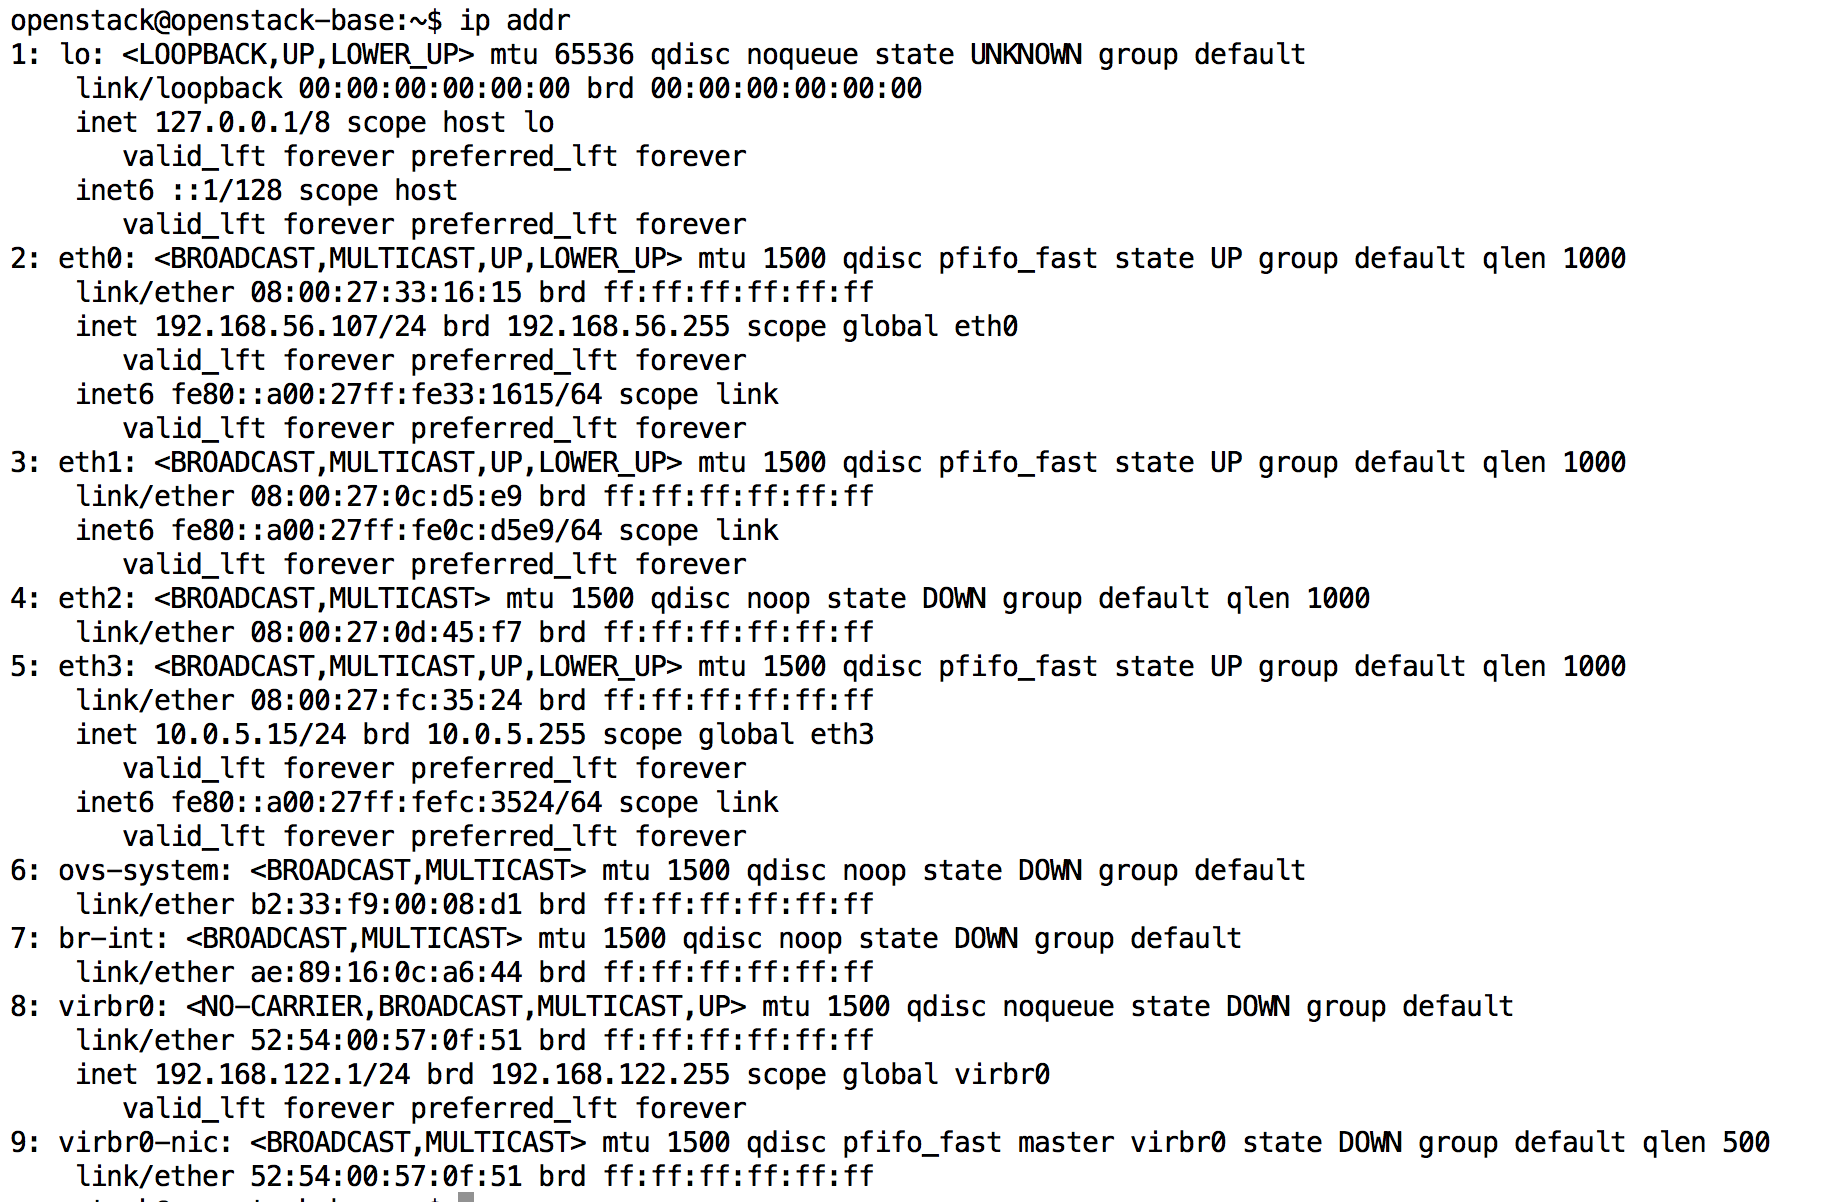 openstack@openstack-base:~$ ip addr
1: lo: <LOOPBACK,UP,LOWER_UP> mtu 65536 qdisc noqueue state UNKNOWN group default
    link/loopback 00:00:00:00:00:00 brd 00:00:00:00:00:00
    inet 127.0.0.1/8 scope host lo
       valid_lft forever preferred_lft forever
    inet6 ::1/128 scope host
       valid_lft forever preferred_lft forever
2: eth0: <BROADCAST,MULTICAST,UP,LOWER_UP> mtu 1500 qdisc pfifo_fast state UP group default qlen 1000
    link/ether 08:00:27:33:16:15 brd ff:ff:ff:ff:ff:ff
    inet 192.168.56.107/24 brd 192.168.56.255 scope global eth0
       valid_lft forever preferred_lft forever
    inet6 fe80::a00:27ff:fe33:1615/64 scope link
       valid_lft forever preferred_lft forever
3: eth1: <BROADCAST,MULTICAST,UP,LOWER_UP> mtu 1500 qdisc pfifo_fast state UP group default qlen 1000
    link/ether 08:00:27:0c:d5:e9 brd ff:ff:ff:ff:ff:ff
    inet6 fe80::a00:27ff:fe0c:d5e9/64 scope link
       valid_lft forever preferred_lft forever
4: eth2: <BROADCAST,MULTICAST> mtu 1500 qdisc noop state DOWN group default qlen 1000
    link/ether 08:00:27:0d:45:f7 brd ff:ff:ff:ff:ff:ff
5: eth3: <BROADCAST,MULTICAST,UP,LOWER_UP> mtu 1500 qdisc pfifo_fast state UP group default qlen 1000
    link/ether 08:00:27:fc:35:24 brd ff:ff:ff:ff:ff:ff
    inet 10.0.5.15/24 brd 10.0.5.255 scope global eth3
       valid_lft forever preferred_lft forever
    inet6 fe80::a00:27ff:fefc:3524/64 scope link
       valid_lft forever preferred_lft forever
6: ovs-system: <BROADCAST,MULTICAST> mtu 1500 qdisc noop state DOWN group default
    link/ether b2:33:f9:00:08:d1 brd ff:ff:ff:ff:ff:ff
7: br-int: <BROADCAST,MULTICAST> mtu 1500 qdisc noop state DOWN group default
    link/ether ae:89:16:0c:a6:44 brd ff:ff:ff:ff:ff:ff
8: virbr0: <NO-CARRIER,BROADCAST,MULTICAST,UP> mtu 1500 qdisc noqueue state DOWN group default
    link/ether 52:54:00:57:0f:51 brd ff:ff:ff:ff:ff:ff
    inet 192.168.122.1/24 brd 192.168.122.255 scope global virbr0
       valid_lft forever preferred_lft forever
9: virbr0-nic: <BROADCAST,MULTICAST> mtu 1500 qdisc pfifo_fast master virbr0 state DOWN group default qlen 500
    link/ether 52:54:00:57:0f:51 brd ff:ff:ff:ff:ff:ff